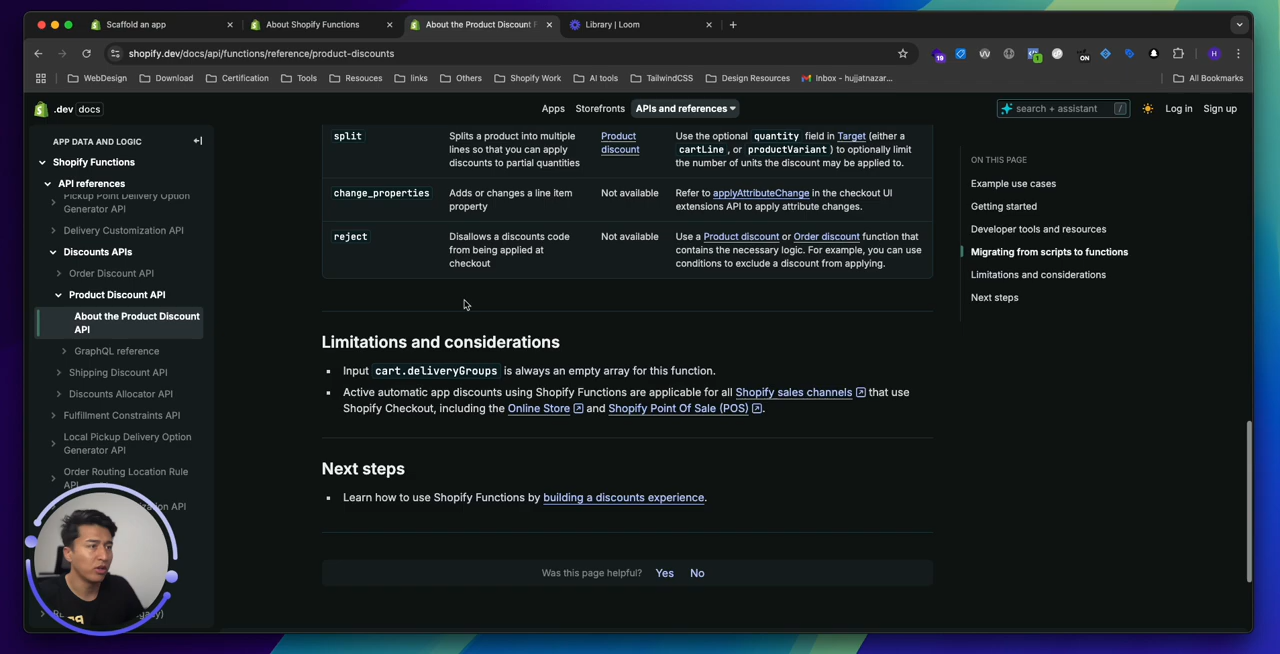 Scaffold an app
About Shopify Functions
About the Product Discount F
Library | Loom
shopify.dev/docs/api/functions/reference/product-discounts
19
1
ON
H
WebDesign
Download
Certification
Tools
Resouces
links
Others
Shopify Work
AI tools
TailwindCSS
Design Resources
Inbox - hujjatnazar...
All Bookmarks
.dev docs
Apps
Storefronts
APIs and references
search + assistant /
Log in
Sign up
APP DATA AND LOGIC
Shopify Functions
API references
Pickup Point Delivery Option
Generator API
Delivery Customization API
Discounts APIs
Order Discount API
Product Discount API
About the Product Discount
API
GraphQL reference
Shipping Discount API
Discounts Allocator API
Fulfillment Constraints API
Local Pickup Delivery Option
Generator API
Order Routing Location Rule
API
API
split
Splits a product into multiple
lines so that you can apply
discounts to partial quantities
Product
discount
Use the optional quantity field in Target (either a
cartLine, or productVariant) to optionally limit
the number of units the discount may be applied to.
change_properties
Adds or changes a line item
property
Not available
Refer to applyAttributeChange in the checkout UI
extensions API to apply attribute changes.
reject
Disallows a discounts code
from being applied at
checkout
Not available
Use a Product discount or Order discount function that
contains the necessary logic. For example, you can use
conditions to exclude a discount from applying.
Limitations and considerations
Input cart.deliveryGroups is always an empty array for this function.
Active automatic app discounts using Shopify Functions are applicable for all Shopify sales channels that use
Shopify Checkout, including the Online Store and Shopify Point Of Sale (POS).
Next steps
Learn how to use Shopify Functions by building a discounts experience.
Was this page helpful? Yes No
ON THIS PAGE
Example use cases
Getting started
Developer tools and resources
Migrating from scripts to functions
Limitations and considerations
Next steps